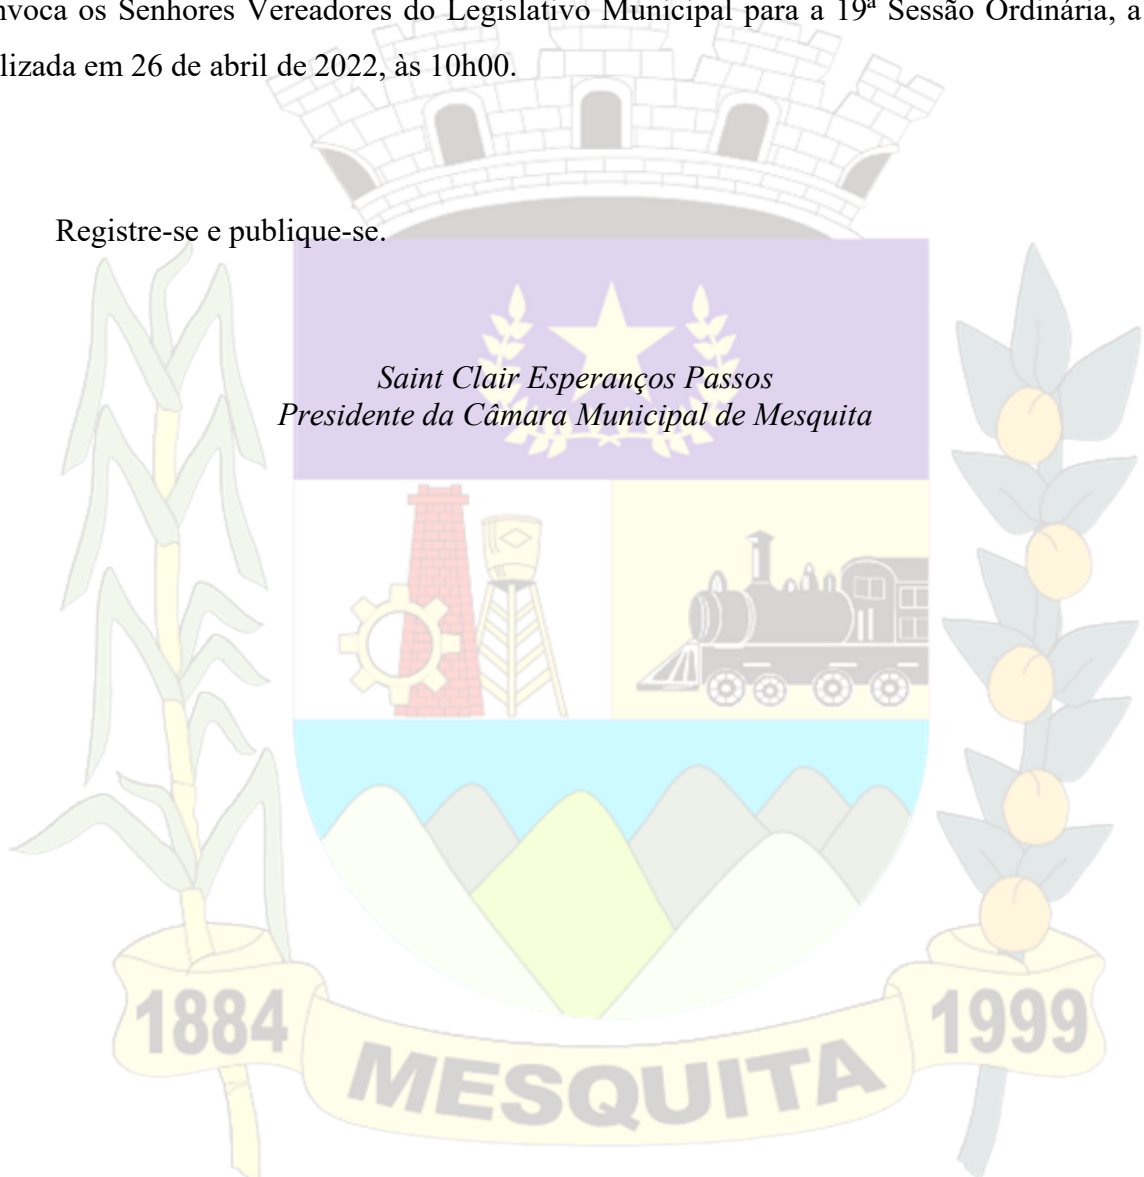 nvoca os Senhores Vereadores do Legislativo Municipal para a 19ª Sessão Ordinária, a
lizada em 26 de abril de 2022, às 10h00.
Registre-se e publique-se.
Saint Clair Esperanços Passos
Presidente da Câmara Municipal de Mesquita
1884
MESQUITA
1999